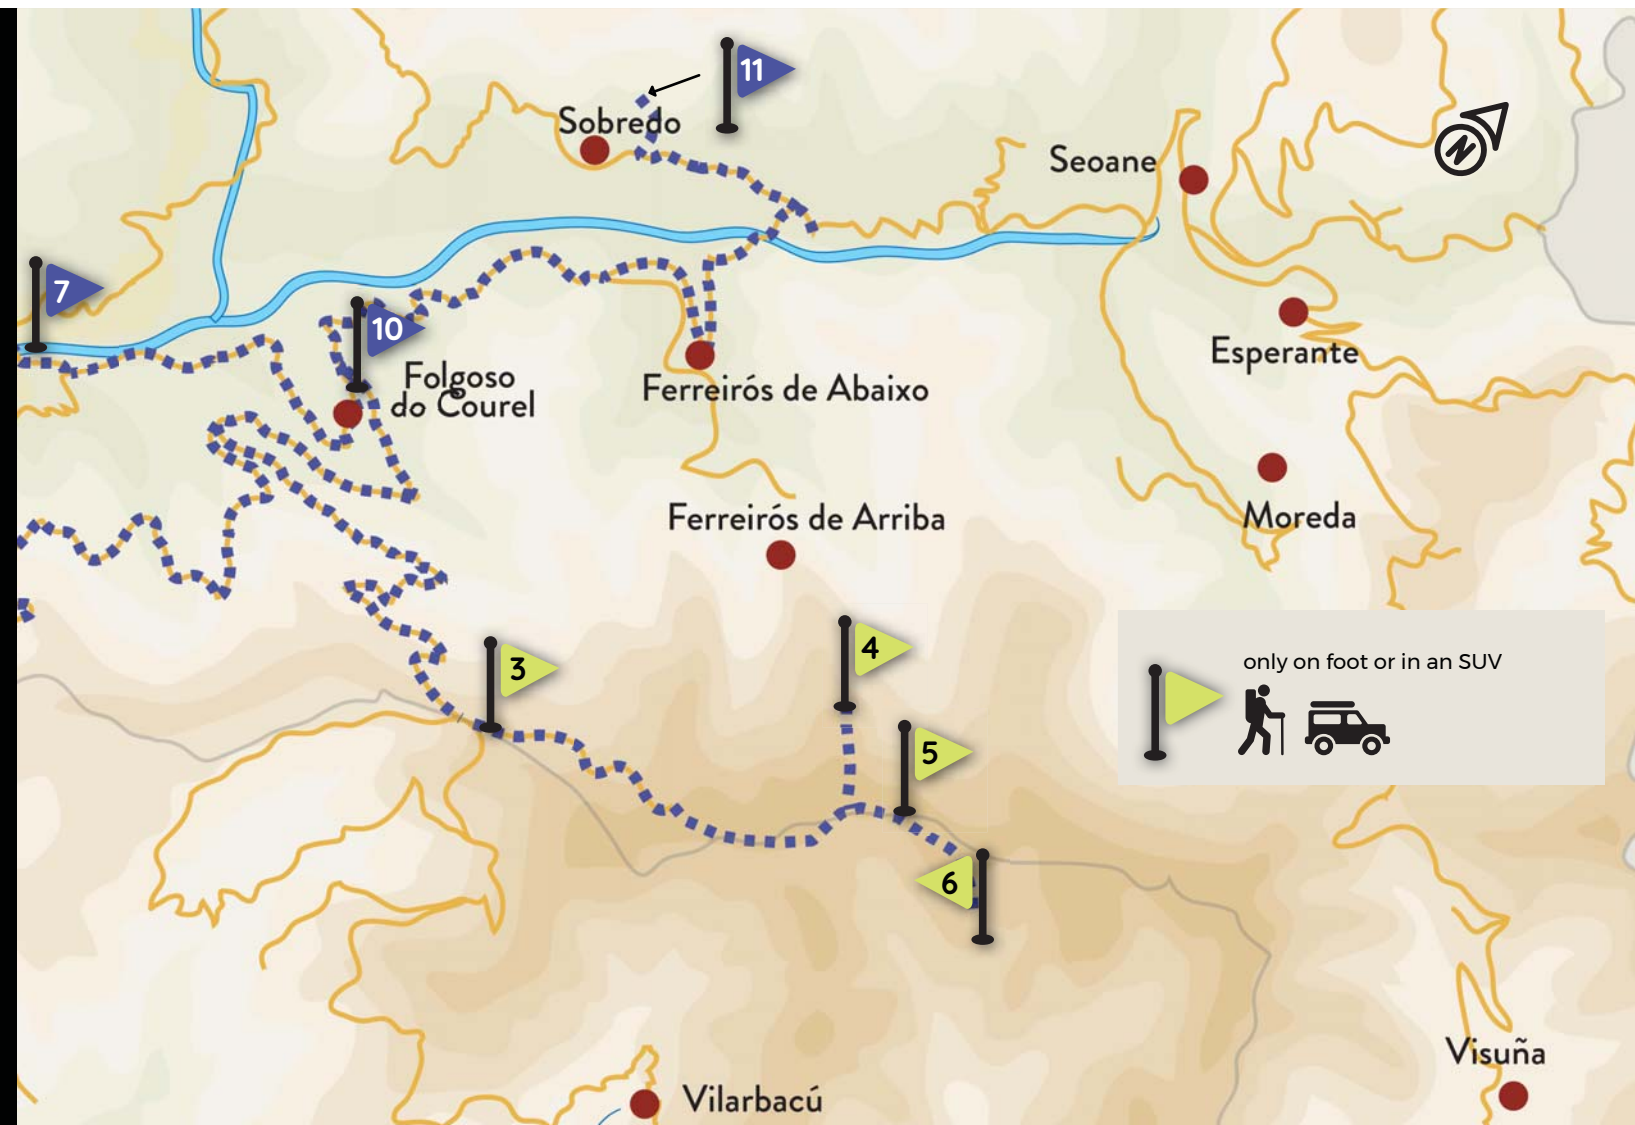 11
Sobredo
Seoane
N
7
10
Folgoso
do Courel
Ferreirós de Abaixo
Esperante
Ferreirós de Arriba
Moreda
3
4
5
6
only on foot or in an SUV
Visuña
Vilarbacú